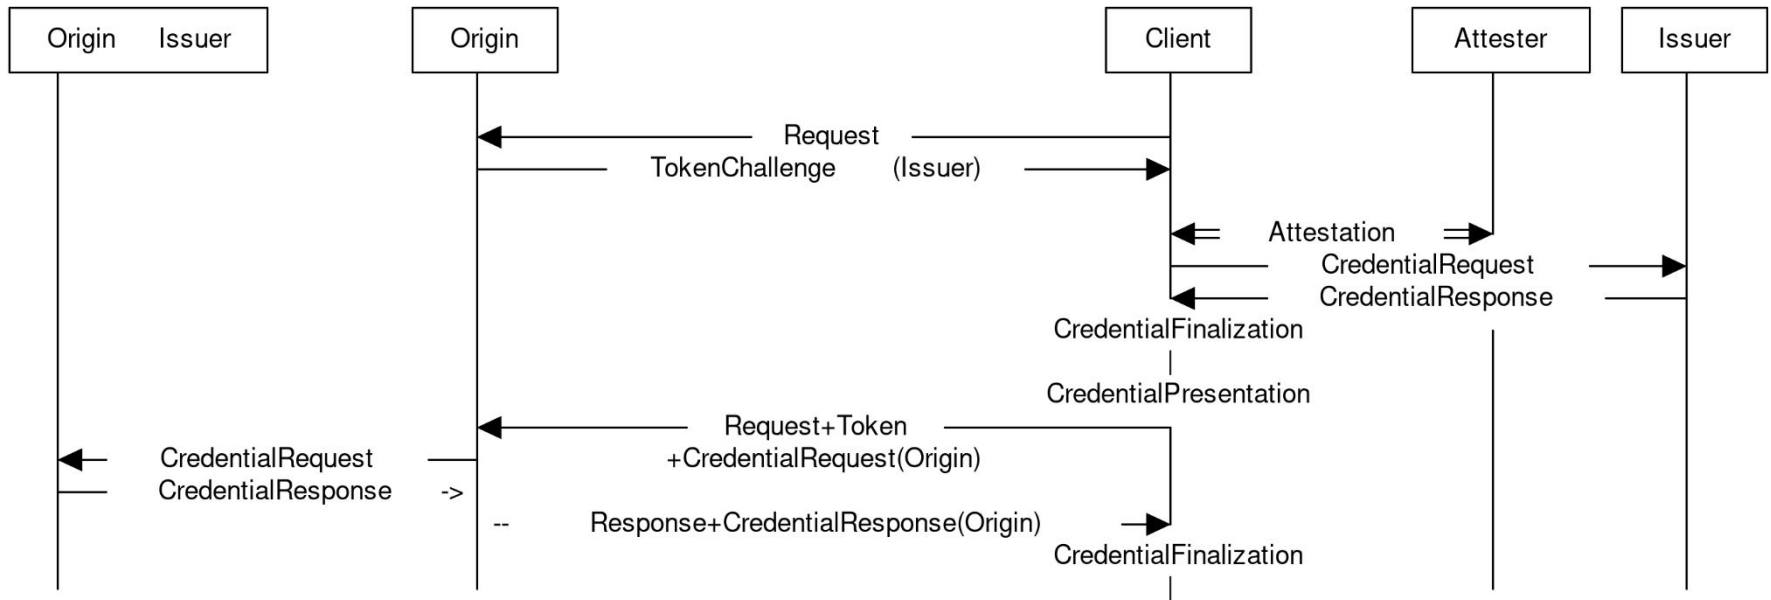 Origin Issuer Origin Client Attester Issuer
Request
TokenChallenge (Issuer)
Attestation
CredentialRequest
CredentialResponse
CredentialFinalization
CredentialPresentation
Request+Token
CredentialRequest +CredentialRequest(Origin)
CredentialResponse ->
-- Response+CredentialResponse(Origin)
CredentialFinalization